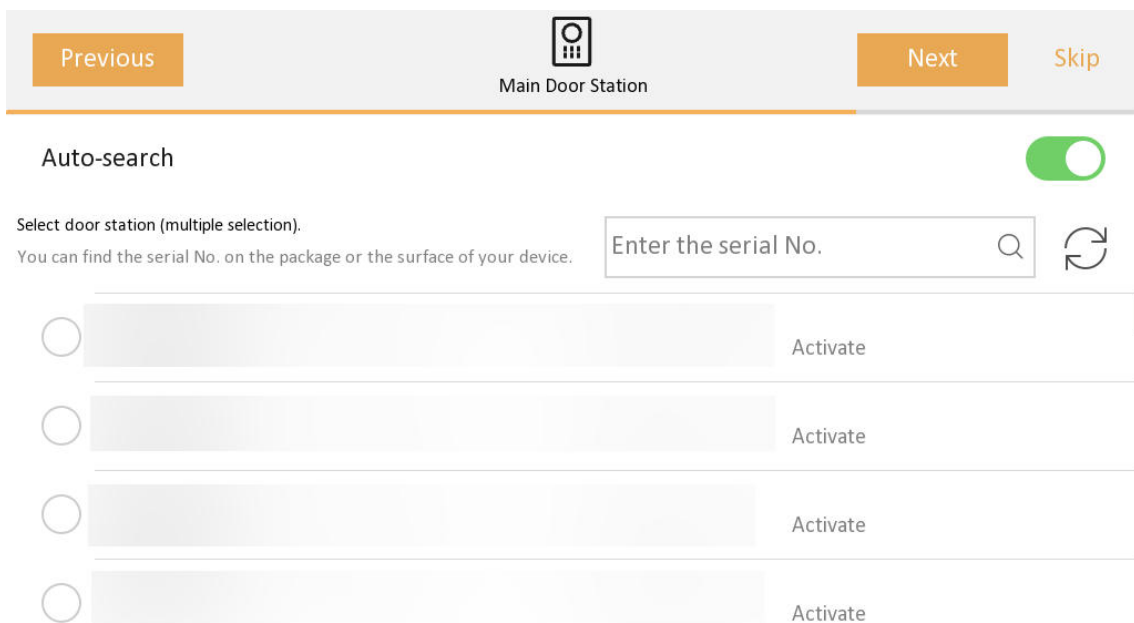 Previous
Main Door Station
Next
Skip
Auto-search
Select door station (multiple selection).
You can find the serial No. on the package or the surface of your device.
Enter the serial No.
Activate
Activate
Activate
Activate